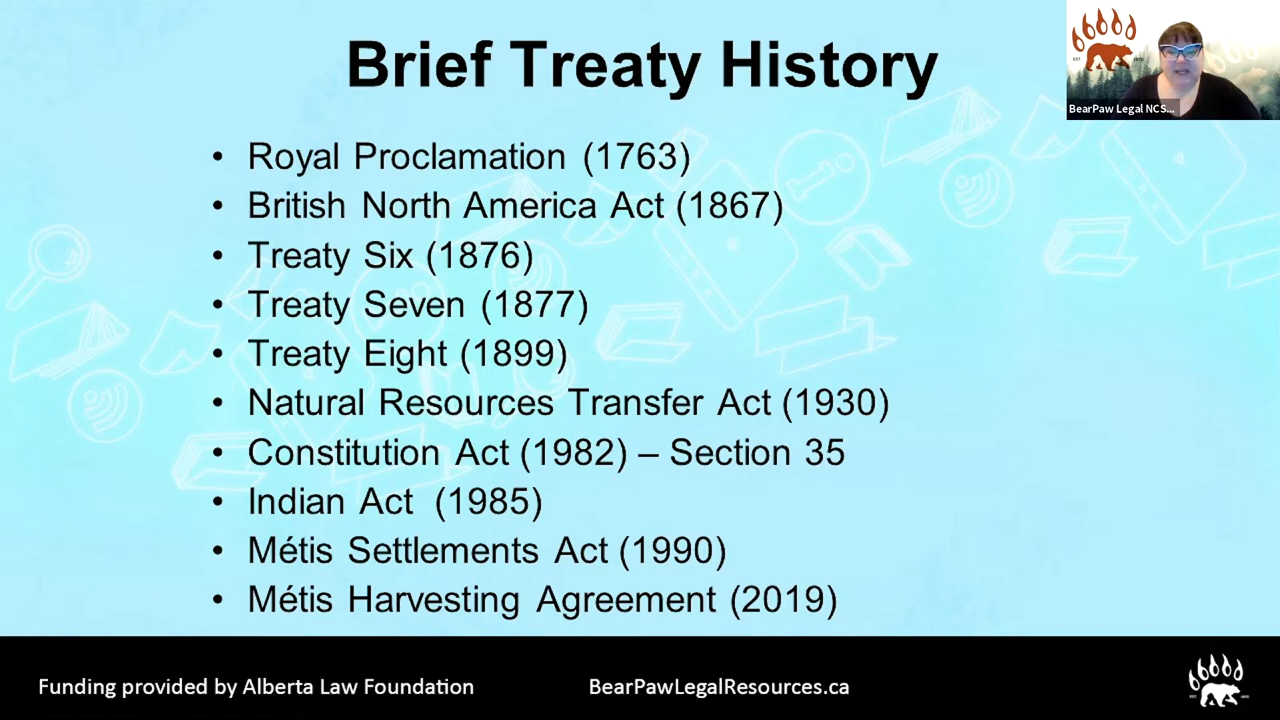 Brief Treaty History
BearPaw Legal NCS...
• Royal Proclamation (1763)
• British North America Act (1867)
• Treaty Six (1876)
• Treaty Seven (1877)
• Treaty Eight (1899)
• Natural Resources Transfer Act (1930)
• Constitution Act (1982) – Section 35
• Indian Act (1985)
• Métis Settlements Act (1990)
• Métis Harvesting Agreement (2019)
Funding provided by Alberta Law Foundation
BearPawLegalResources.ca